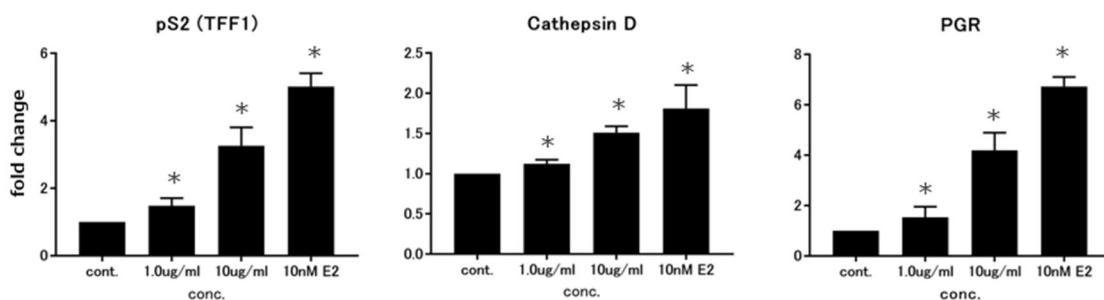 pS2 (TFF1)
fold change
6
4
2
0
*
*
*
cont.
1.0ug/ml
10ug/ml
10nM E2
conc.
Cathepsin D
2.5
2.0
1.5
1.0
0.5
0.0
*
*
*
cont.
1.0ug/ml
10ug/ml
10nM E2
conc.
PGR
8
6
4
2
0
*
*
*
cont.
1.0ug/ml
10ug/ml
10nM E2
conc.